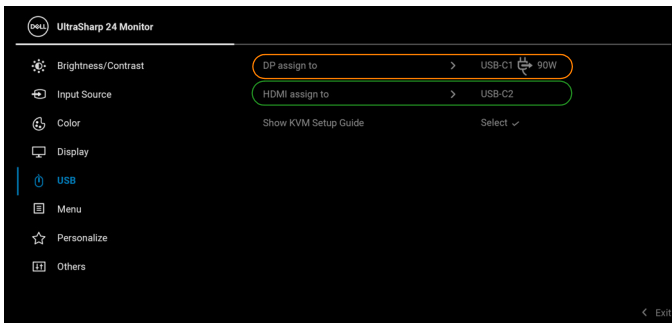 DELL UltraSharp 24 Monitor
Brightness/Contrast
DP assign to > USB-C1 90W
Input Source
HDMI assign to > USB-C2
Color
Show KVM Setup Guide Select ✓
Display
USB
Menu
Personalize
Others
< Exit